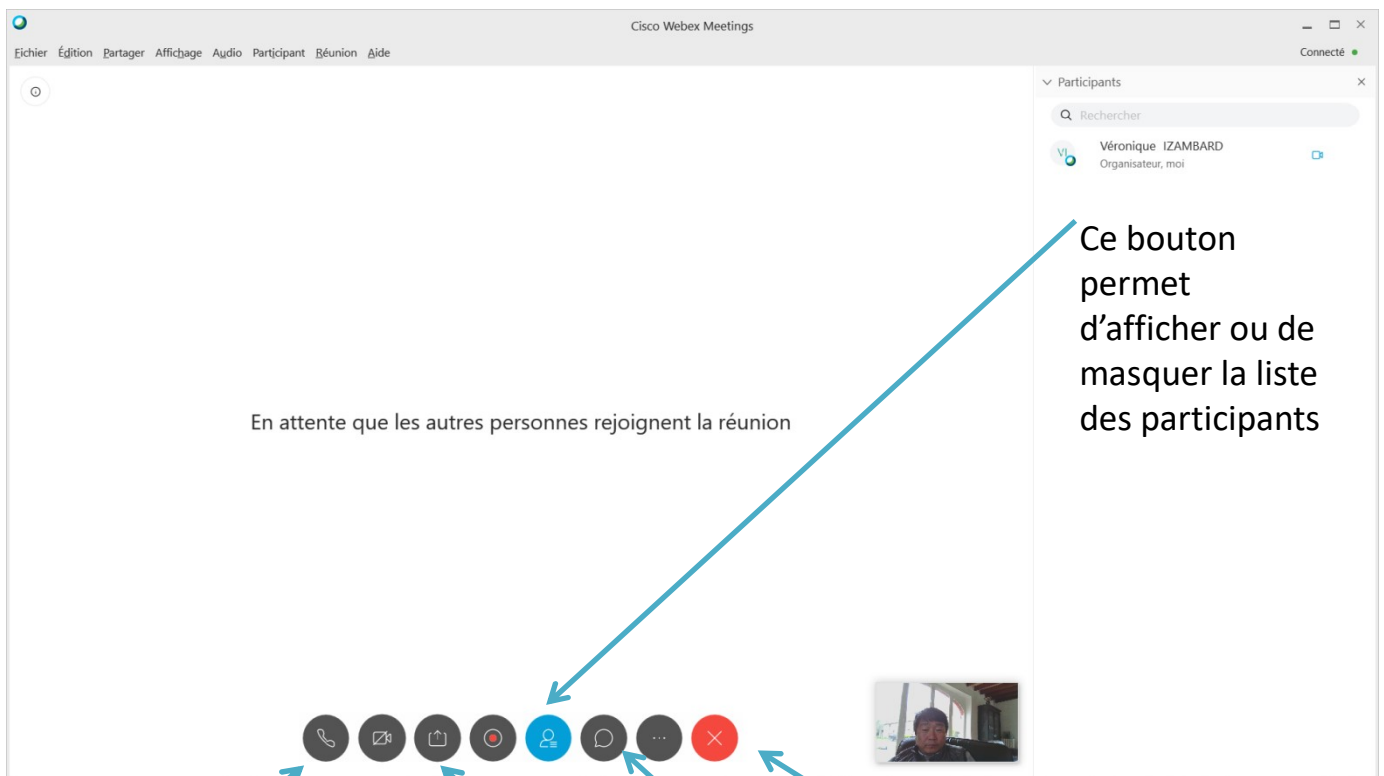 Cisco Webex Meetings
Fichier Édition Partager Affichage Audio Participant Réunion Aide
Connecté
Participants
Rechercher
VI
Véronique IZAMBARD
Organisateur, moi
Ce bouton
permet
d’afficher ou de
masquer la liste
des participants
En attente que les autres personnes rejoignent la réunion